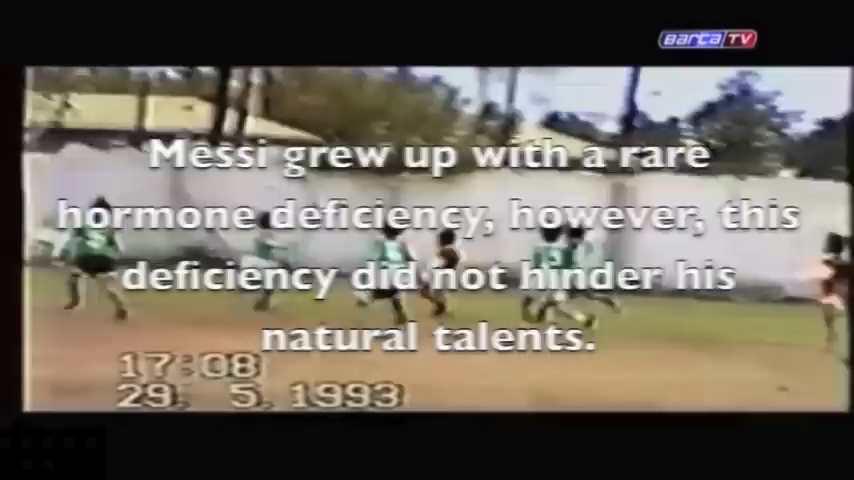 Barça TV
Messi grew up with a rare
hormone deficiency, however, this
deficiency did not hinder his
natural talents.
17:08
29. 5.1993